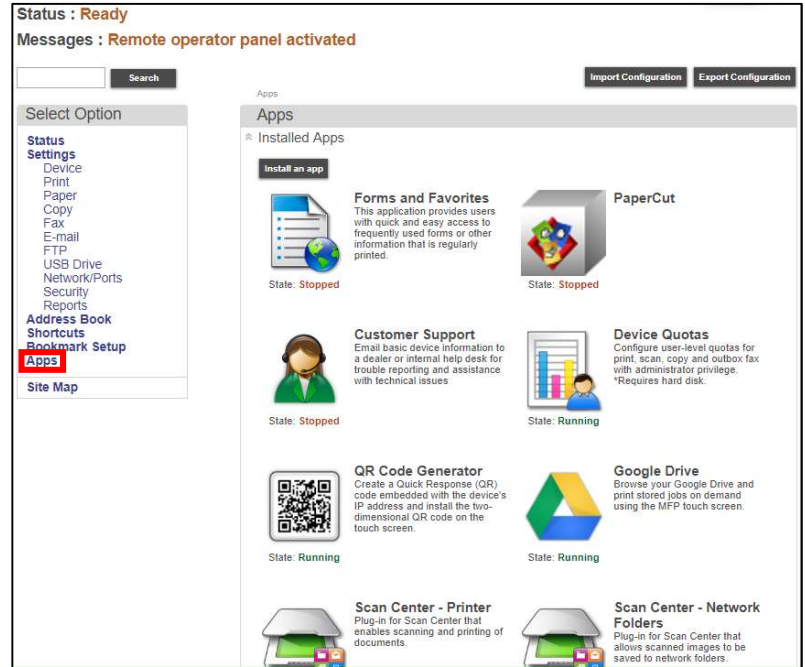 Status : Ready
Messages : Remote operator panel activated
Search
Import Configuration
Export Configuration
Apps
Select Option
Status
Settings
Device
Print
Paper
Copy
Fax
E-mail
FTP
USB Drive
Network/Ports
Security
Reports
Address Book
Shortcuts
Bookmark Setup
Apps
Site Map
Apps
Installed Apps
Install an app
Forms and Favorites
This application provides users
with quick and easy access to
frequently used forms or other
information that is regularly
printed.
State: Stopped
PaperCut
State: Stopped
Customer Support
Email basic device information to
a dealer or internal help desk for
trouble reporting and assistance
with technical issues
State: Stopped
Device Quotas
Configure user-level quotas for
print, scan, copy and outbox fax
with administrator privilege.
*Requires hard disk.
State: Running
QR Code Generator
Create a Quick Response (QR)
code embedded with the device's
IP address and install the two-
dimensional QR code on the
touch screen.
State: Running
Google Drive
Browse your Google Drive and
print stored jobs on demand
using the MFP touch screen.
State: Running
Scan Center - Printer
Plug-in for Scan Center that
enables scanning and printing of
documents.
Scan Center - Network
Folders
Plug-in for Scan Center that
allows scanned images to be
saved to network folders.